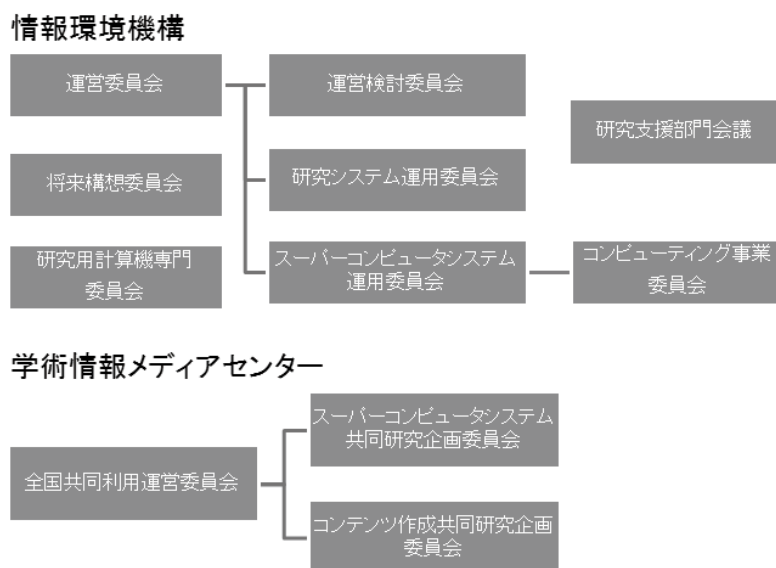 情報環境機構
運営委員会
運営検討委員会
研究支援部門会議
将来構想委員会
研究システム運用委員会
研究用計算機専門
委員会
スーパーコンピュータシステム
運用委員会
コンピューティング事業
委員会
学術情報メディアセンター
スーパーコンピュータシステム
共同研究企画委員会
全国共同利用運営委員会
コンテンツ作成共同研究企画
委員会